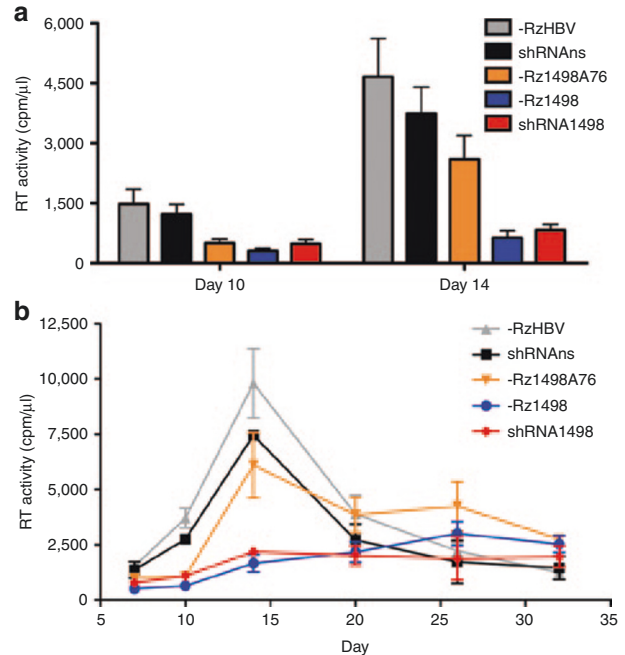 a
RT activity (cpm/µl)
6,000
4,500
3,000
1,500
0
Day 10
Day 14
-RzHBV
shRNAns
-Rz1498A76
-Rz1498
shRNA1498
b
RT activity (cpm/µl)
12,500
10,000
7,500
5,000
2,500
0
5
10
15
20
25
30
35
Day
-RzHBV
shRNAns
-Rz1498A76
-Rz1498
shRNA1498